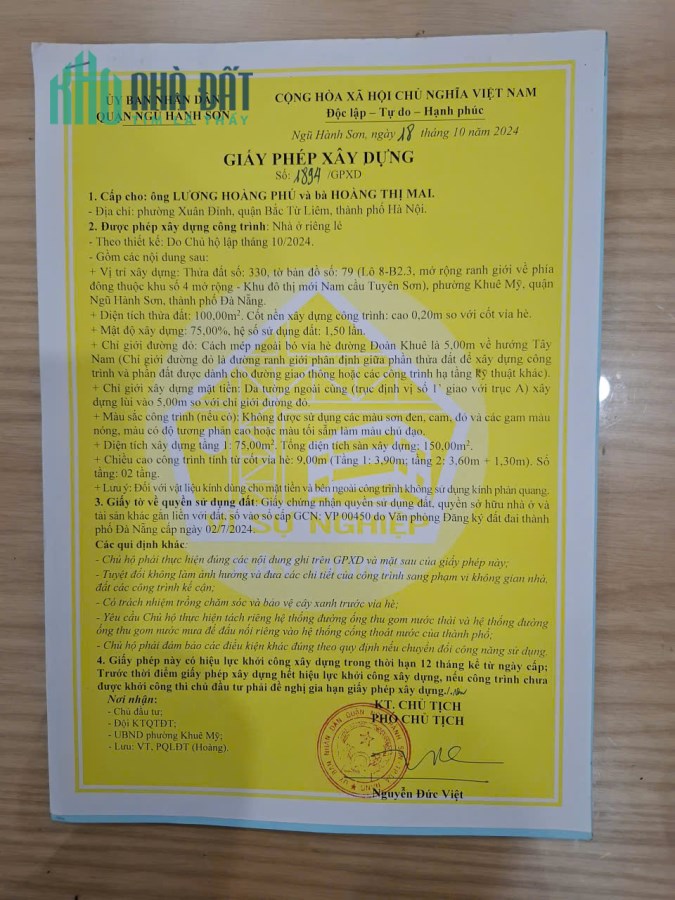 KHO NHÀ ĐẤT
TÌM LÀ THẤY
ỦY BAN NHÂN DÂN
QUẬN NGŨ HÀNH SƠN
CỘNG HÒA XÃ HỘI CHỦ NGHĨA VIỆT NAM
Độc lập – Tự do – Hạnh phúc
Ngũ Hành Sơn, ngày 18 tháng 10 năm 2024
GIẤY PHÉP XÂY DỰNG
Số: 1894 /GPXD
1. Cấp cho: ông LƯƠNG HOÀNG PHÚ và bà HOÀNG THỊ MAI.
- Địa chỉ: phường Xuân Đỉnh, quận Bắc Từ Liêm, thành phố Hà Nội.
2. Được phép xây dựng công trình: Nhà ở riêng lẻ
- Theo thiết kế: Do Chủ hộ lập tháng 10/2024.
- Gồm các nội dung sau:
+ Vị trí xây dựng: Thửa đất số: 330, tờ bản đồ số: 79 (Lô 8-B2.3, mở rộng ranh giới về phía
đông thuộc khu số 4 mở rộng - Khu đô thị mới Nam cầu Tuyên Sơn), phường Khuê Mỹ, quận
Ngũ Hành Sơn, thành phố Đà Nẵng.
+ Diện tích thửa đất: 100,00m². Cốt nền xây dựng công trình: cao 0,20m so với cốt vỉa hè.
+ Mật độ xây dựng: 75,00%, hệ số sử dụng đất: 1,50 lần.
+ Chỉ giới đường đỏ: Cách mép ngoài bó vỉa hè đường Đoàn Khuê là 5,00m về hướng Tây
Nam (Chỉ giới đường đỏ là đường ranh giới phân định giữa phần thửa đất để xây dựng công
trình và phần đất được dành cho đường giao thông hoặc các công trình hạ tầng kỹ thuật khác).
+ Chỉ giới xây dựng mặt tiền: Da tường ngoài cùng (trục định vị số 1' giao với trục A) xây
dựng lùi vào 5,00m so với chỉ giới đường đỏ.
+ Màu sắc công trình (nếu có): Không được sử dụng các màu sơn đen, cam, đỏ và các gam màu
nóng, màu có độ tương phản cao hoặc màu tối sẫm làm màu chủ đạo.
+ Diện tích xây dựng tầng 1: 75,00m². Tổng diện tích sàn xây dựng: 150,00m².
+ Chiều cao công trình tính từ cốt vỉa hè: 9,00m (Tầng 1: 3,90m; tầng 2: 3,60m + 1,30m). Số
tầng: 02 tầng.
+ Lưu ý: Đối với vật liệu kính dùng cho mặt tiền và bên ngoài công trình không sử dụng kính phản quang.
3. Giấy tờ về quyền sử dụng đất: Giấy chứng nhận quyền sử dụng đất, quyền sở hữu nhà ở và
tài sản khác gắn liền với đất, số vào sổ cấp GCN: VP 00450 do Văn phòng Đăng ký đất đai thành
phố Đà Nẵng cấp ngày 02/7/2024.
SỰ NGHIỆP
Các qui định khác:
- Chủ hộ phải thực hiện đúng các nội dung ghi trên GPXD và mặt sau của giấy phép này;
- Tuyệt đối không làm ảnh hưởng và đưa các chi tiết của công trình sang phạm vi không gian nhà,
đất các công trình kế cận;
- Có trách nhiệm trồng chăm sóc và bảo vệ cây xanh trước vỉa hè;
- Yêu cầu Chủ hộ thực hiện tách riêng hệ thống đường ống thu gom nước thải và hệ thống đường
ống thu gom nước mưa để đấu nối riêng vào hệ thống cống thoát nước của thành phố;
- Chủ hộ phải đảm bảo các điều kiện khác đúng theo quy định nếu chuyển đổi công năng sử dụng.
4. Giấy phép này có hiệu lực khởi công xây dựng trong thời hạn 12 tháng kể từ ngày cấp;
Trước thời điểm giấy phép xây dựng hết hiệu lực khởi công xây dựng, nếu công trình chưa
được khởi công thì chủ đầu tư phải đề nghị gia hạn giấy phép xây dựng./.
Nơi nhận:
- Chủ đầu tư;
- Đội KTQTĐT;
- UBND phường Khuê Mỹ;
- Lưu: VT, PQLĐT (Hoàng).
KT. CHỦ TỊCH
PHÓ CHỦ TỊCH
Nguyễn Đức Việt